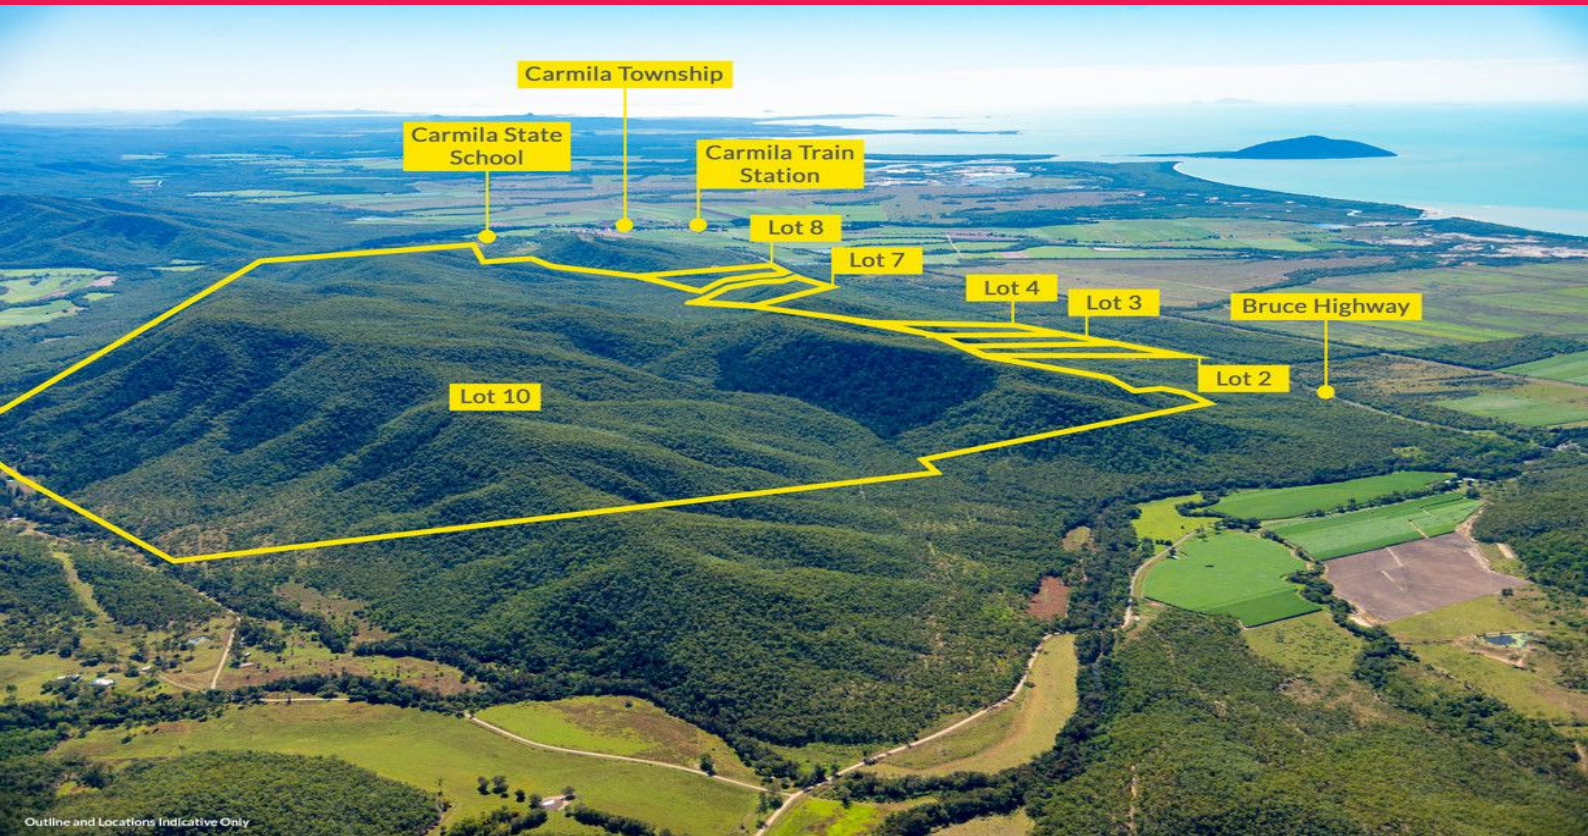 Carmila Township
Carmila State
School
Carmila Train
Station
Lot 8
Lot 7
Lot 4
Lot 3
Bruce Highway
Lot 2
Lot 10
Outline and Locations Indicative Only